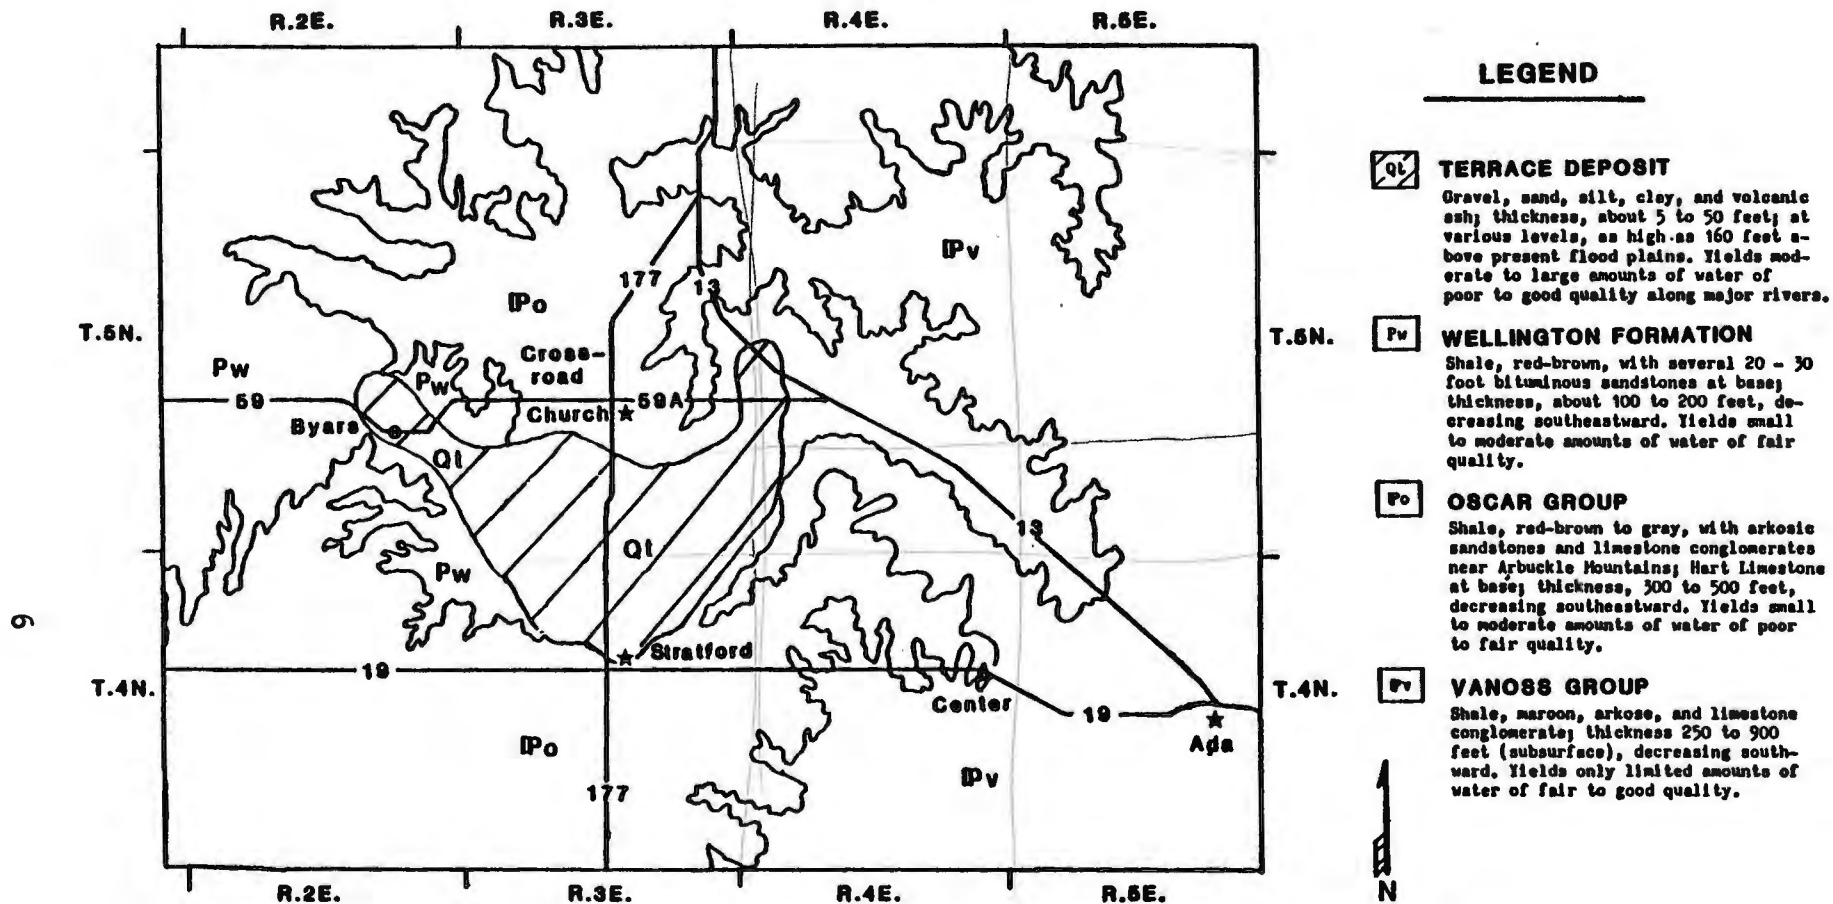 R.2E. R.3E. R.4E. R.5E.
LEGEND
Qt TERRACE DEPOSIT
Gravel, sand, silt, clay, and volcanic
ash; thickness, about 5 to 50 feet; at
various levels, as high as 160 feet a-
bove present flood plains. Yields mod-
erate to large amounts of water of
poor to good quality along major rivers.
Pw WELLINGTON FORMATION
Shale, red-brown, with several 20 - 30
foot bituminous sandstones at base;
thickness, about 100 to 200 feet, de-
creasing southeastward. Yields small
to moderate amounts of water of fair
quality.
IPo OSCAR GROUP
Shale, red-brown to gray, with arkosic
sandstones and limestone conglomerates
near Arbuckle Mountains; Hart Limestone
at base; thickness, 300 to 500 feet,
decreasing southeastward. Yields small
to moderate amounts of water of poor
to fair quality.
IPv VANOSS GROUP
Shale, maroon, arkose, and limestone
conglomerate; thickness 250 to 900
feet (subsurface), decreasing south-
ward. Yields only limited amounts of
water of fair to good quality.
N
IPv
177
13
IPo
T.5N.
T.5N.
Cross-
road
Church
Pw
Pw
59
59A
Byars
Qt
13
Qt
Pw
Stratford
19
T.4N.
T.4N.
Center
19
Ada
IPo
IPv
177
R.2E. R.3E. R.4E. R.5E.
9